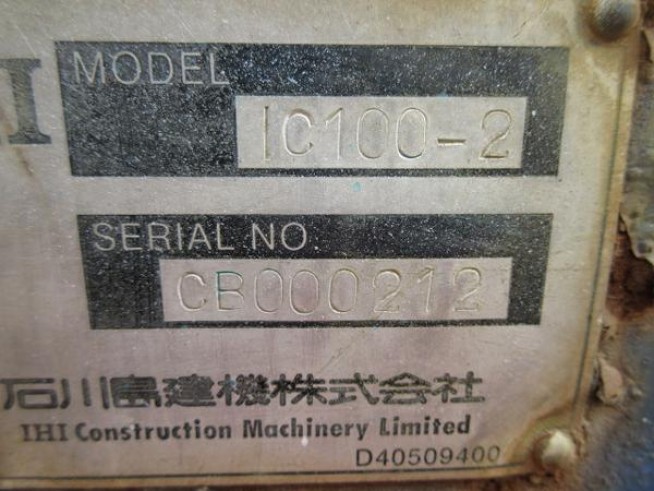 MODEL
IC100-2
SERIAL NO.
CB000212
石川島建機株式会社
IHI Construction Machinery Limited
D40509400